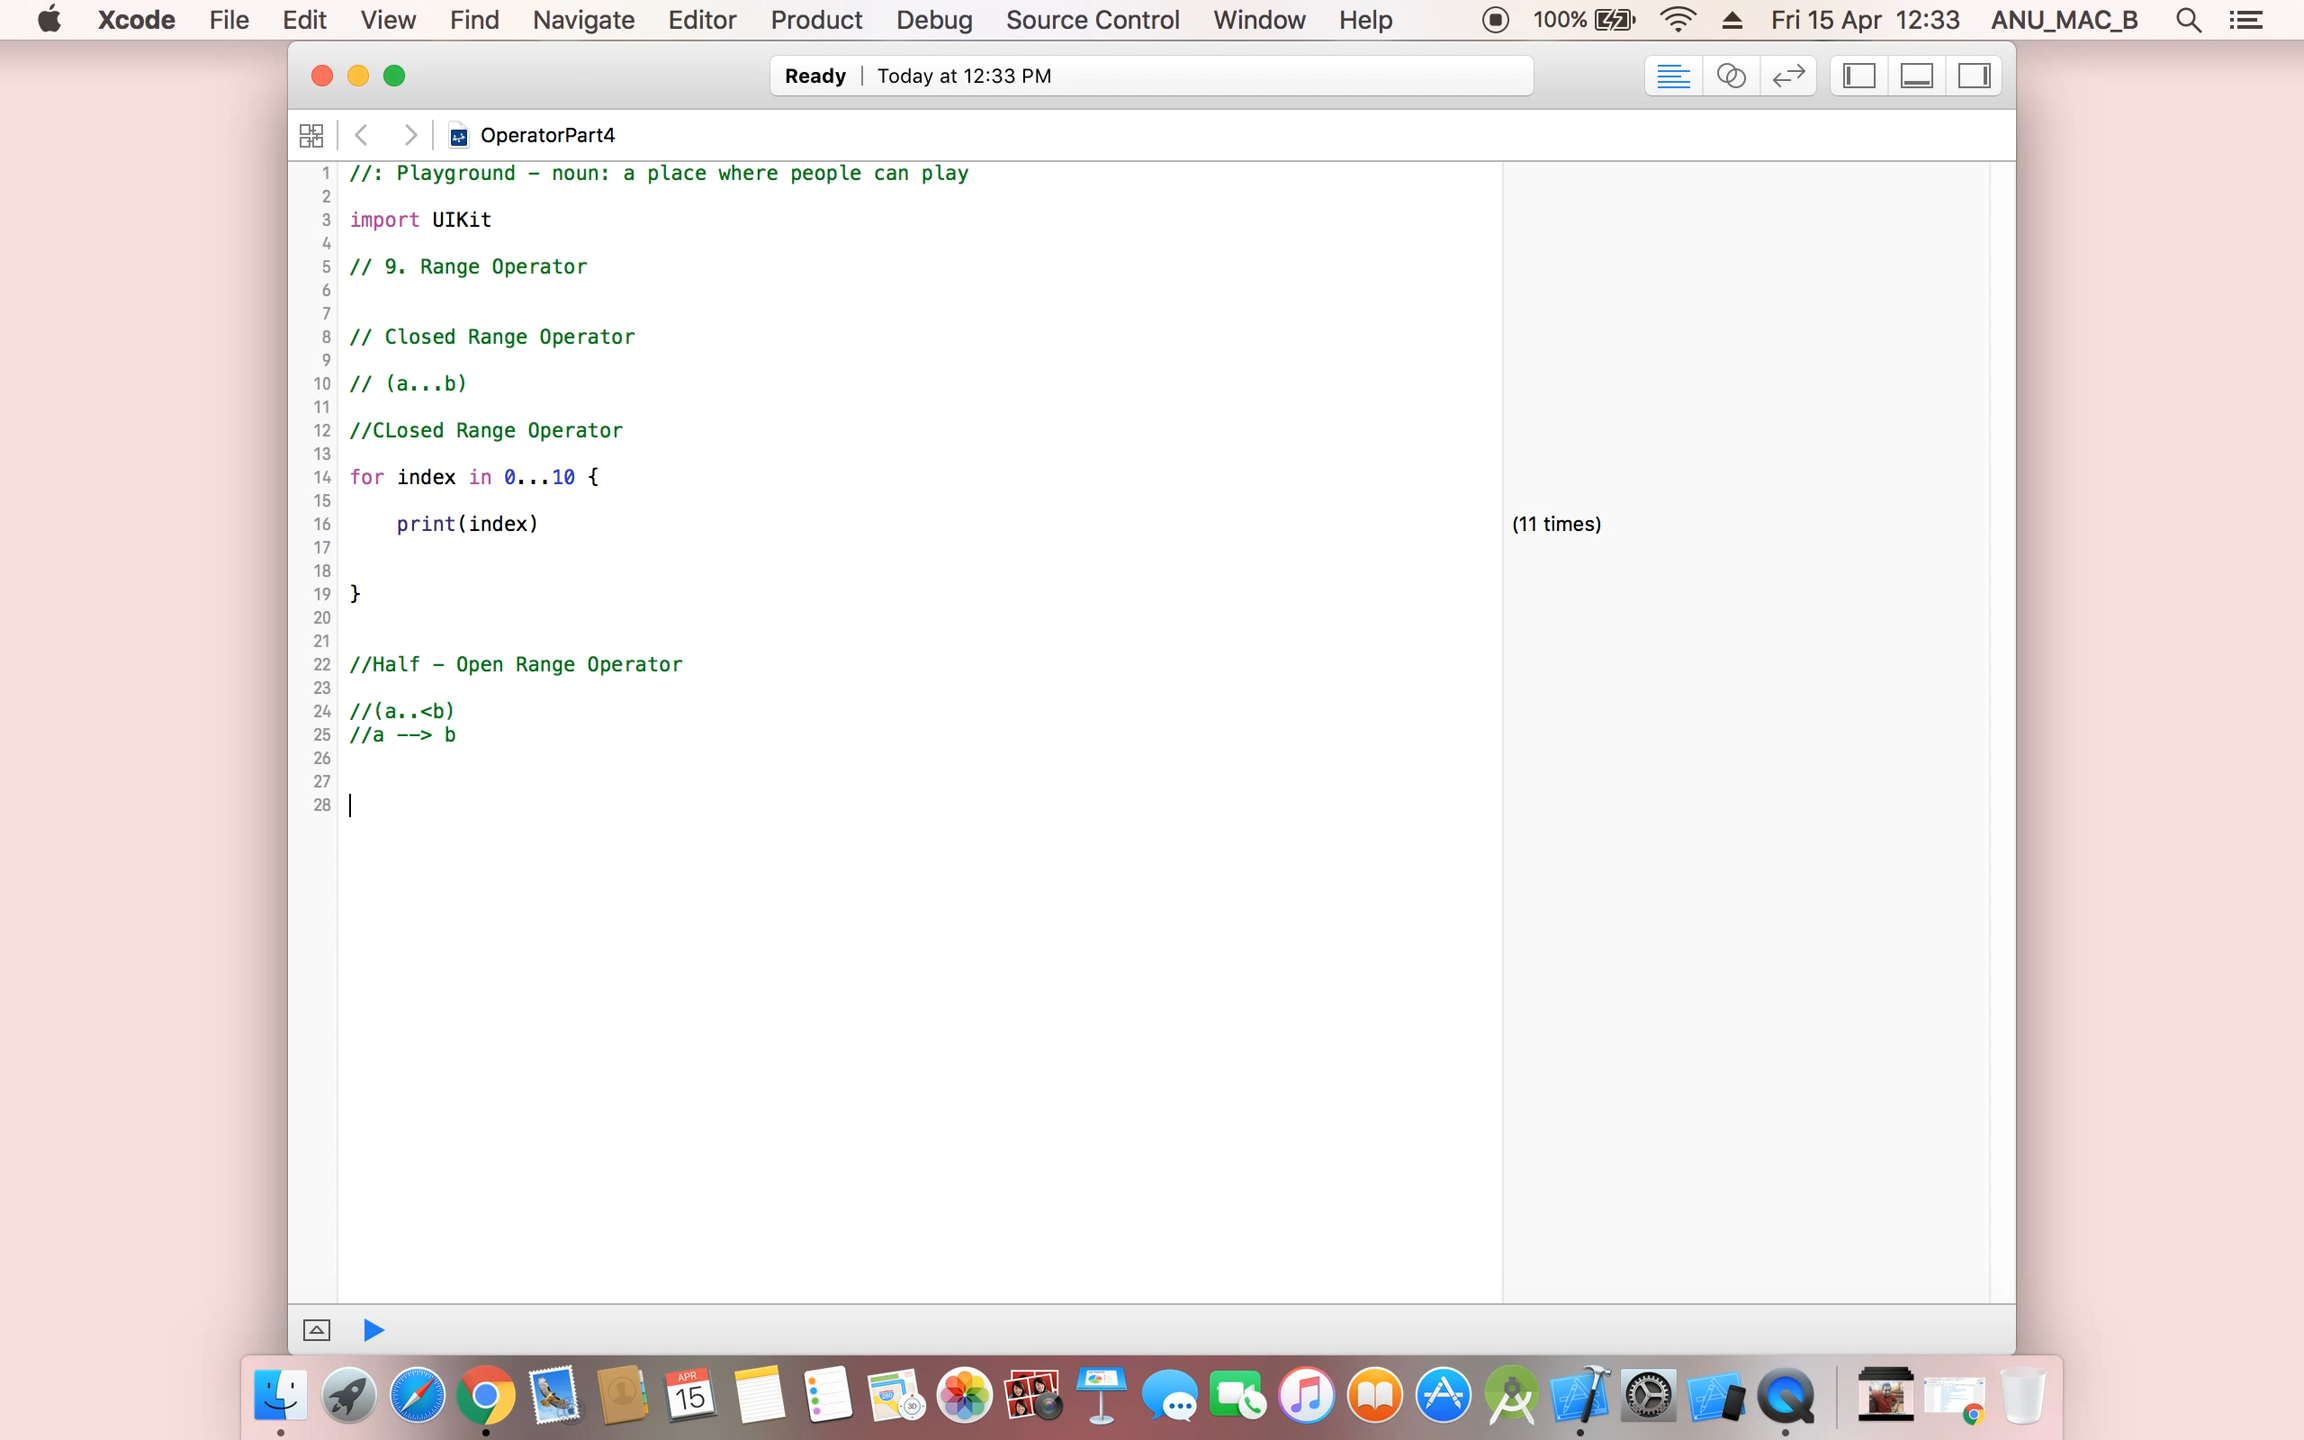 Xcode File Edit View Find Navigate Editor Product Debug Source Control Window Help 100% Fri 15 Apr 12:33 ANU_MAC_B
Ready | Today at 12:33 PM
OperatorPart4
1 //: Playground – noun: a place where people can play
2
3 import UIKit
4
5 // 9. Range Operator
6
7
8 // Closed Range Operator
9
10 // (a...b)
11
12 //CLosed Range Operator
13
14 for index in 0...10 {
15
16 print(index) (11 times)
17
18
19 }
20
21
22 //Half – Open Range Operator
23
24 //(a..<b)
25 //a --> b
26
27
28
APR
15
3D